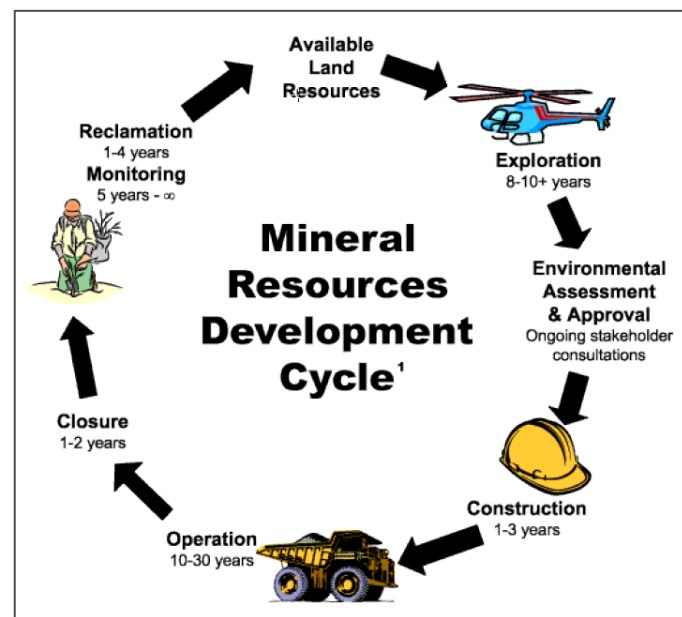 Available
Land
Resources
Exploration
8-10+ years
Environmental
Assessment
& Approval
Ongoing stakeholder
consultations
Construction
1-3 years
Operation
10-30 years
Closure
1-2 years
Reclamation
1-4 years
Monitoring
5 years - ∞
Mineral
Resources
Development
Cycle¹